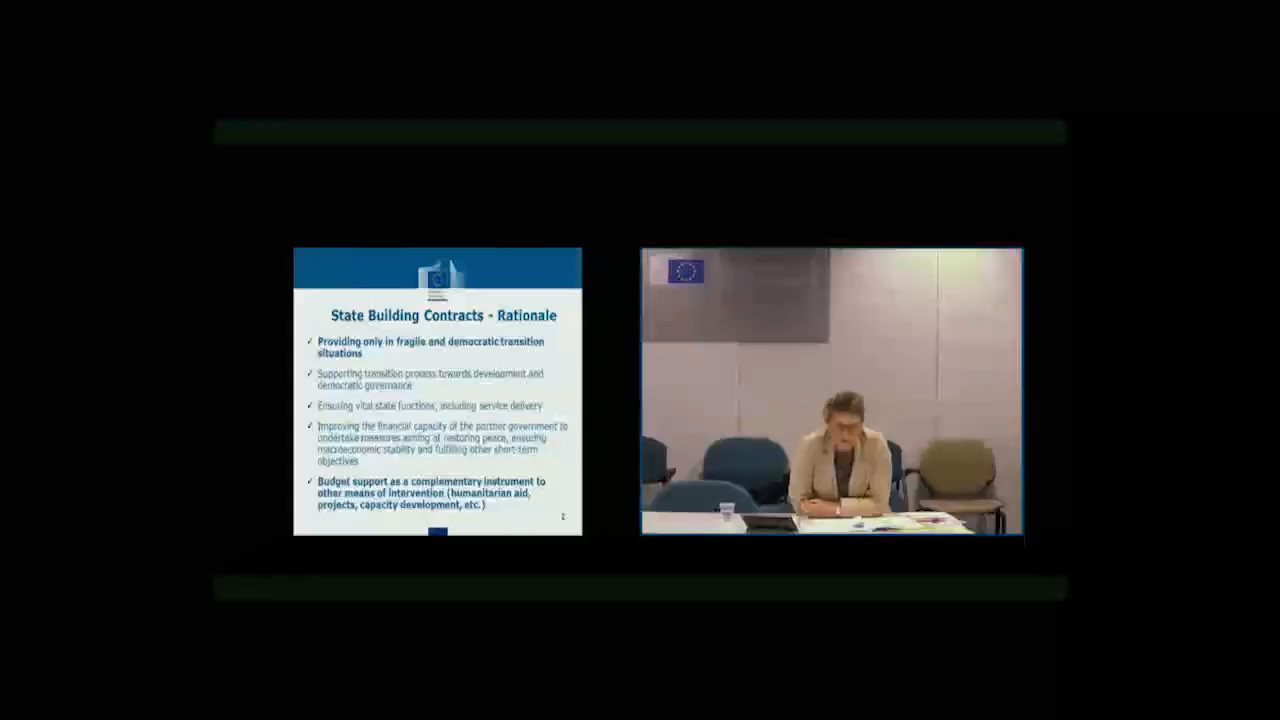 State Building Contracts - Rationale
✓ Providing only in fragile and democratic transition
situations
✓ Supporting transition process towards development and
democratic governance
✓ Ensuring vital state functions, including service delivery
✓ Improving the financial capacity of the partner government to
undertake measures aiming at restoring peace, ensuring
macroeconomic stability and fulfilling other short-term
objectives
✓ Budget support as a complementary instrument to
other means of intervention (humanitarian aid,
projects, capacity development, etc.)